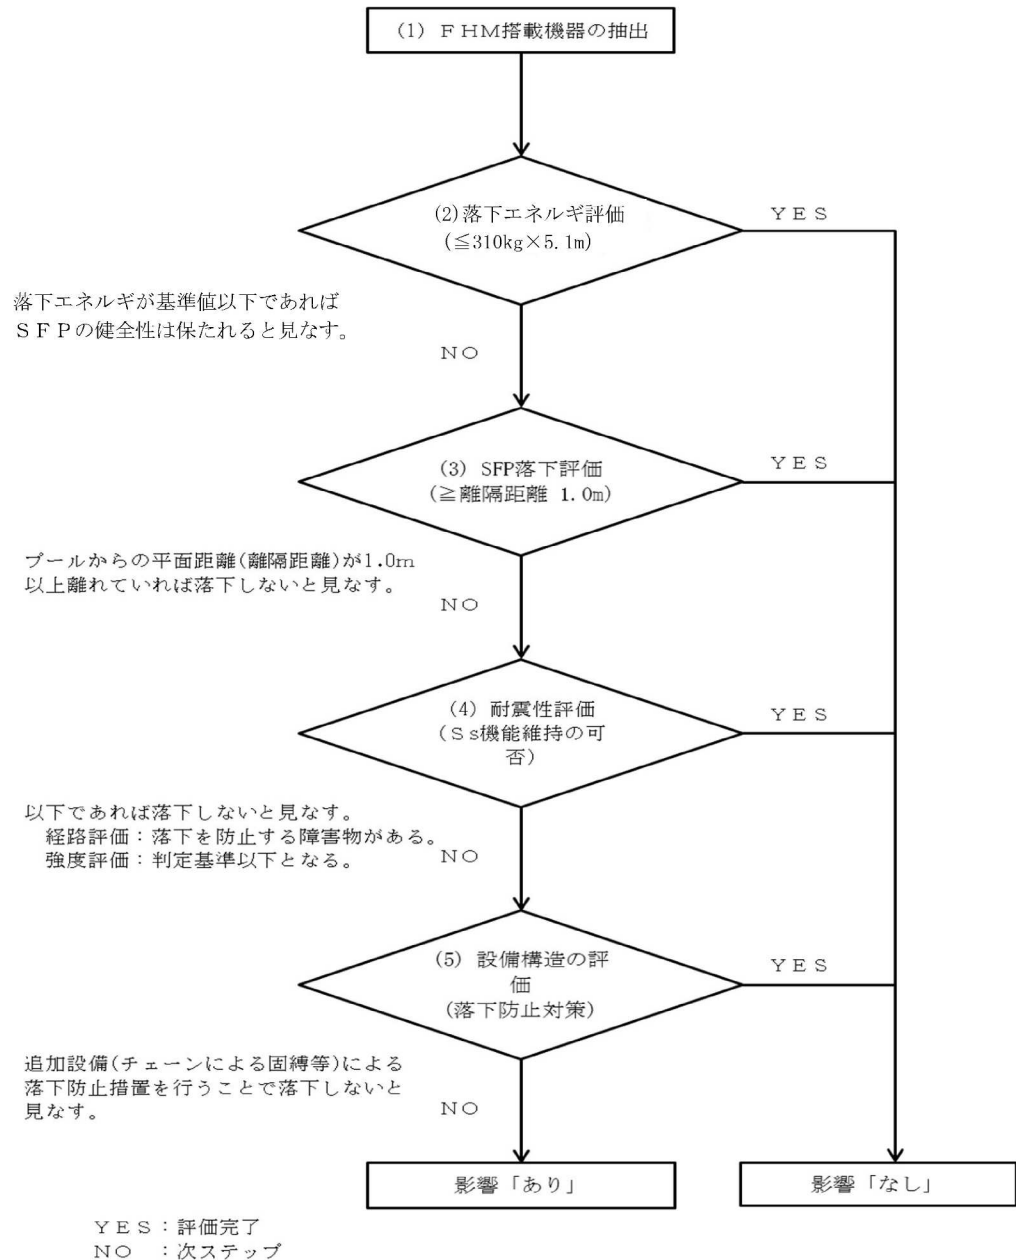 (1) ＦＨＭ搭載機器の抽出
(2)落下エネルギ評価
(≦310kg×5.1m)
ＹＥＳ
落下エネルギが基準値以下であれば
ＳＦＰの健全性は保たれると見なす。
ＮＯ
(3) SFP落下評価
(≧離隔距離 1.0m)
ＹＥＳ
プールからの平面距離(離隔距離)が1.0m
以上離れていれば落下しないと見なす。
ＮＯ
(4) 耐震性評価
(Ｓs機能維持の可
否)
ＹＥＳ
以下であれば落下しないと見なす。
経路評価：落下を防止する障害物がある。
強度評価：判定基準以下となる。
ＮＯ
(5) 設備構造の評
価
(落下防止対策)
ＹＥＳ
追加設備(チェーンによる固縛等)による
落下防止措置を行うことで落下しないと
見なす。
ＮＯ
影響「あり」
影響「なし」
ＹＥＳ：評価完了
ＮＯ ：次ステップ